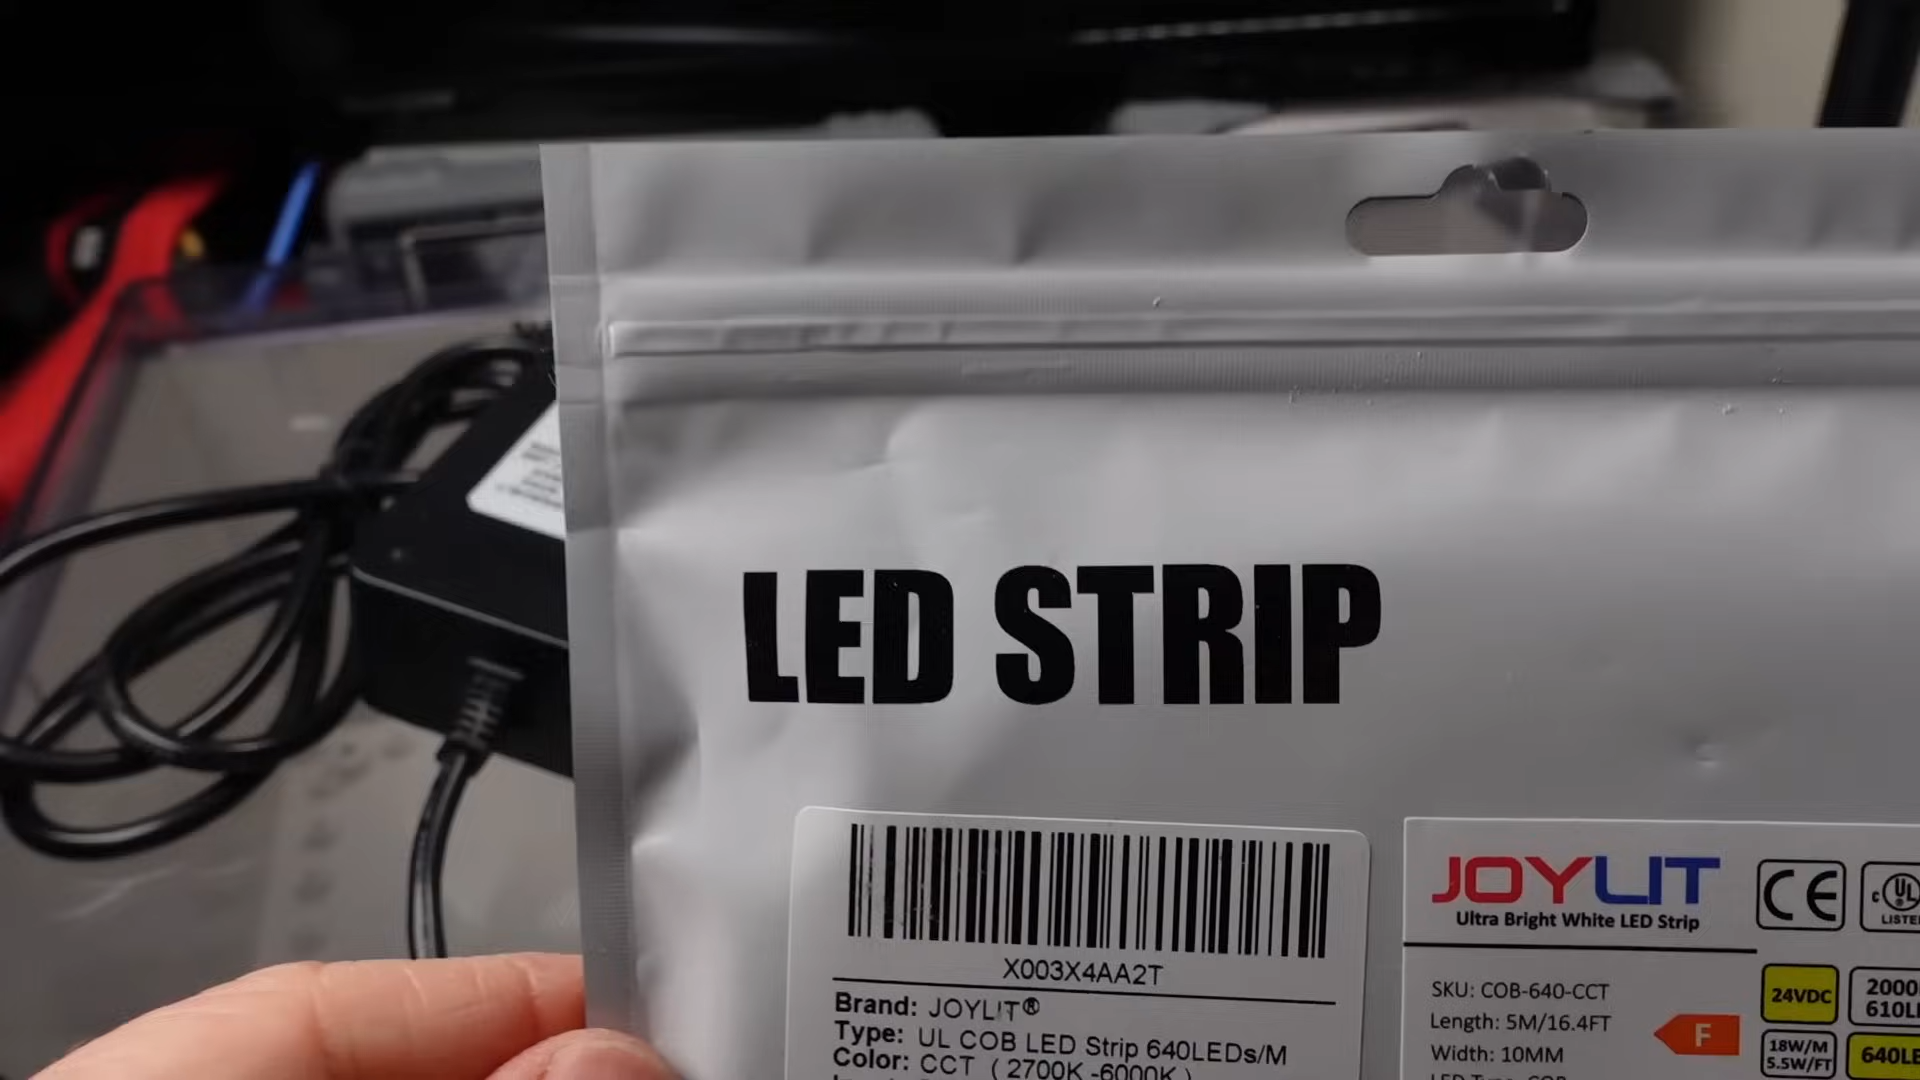 LED STRIP
X003X4AA2T
Brand: JOYLIT®
Type: UL COB LED Strip 640LEDs/M
Color: CCT ( 2700K -6000K )
JOYLIT
Ultra Bright White LED Strip
CE
c UL
SKU: COB-640-CCT
Length: 5M/16.4FT
Width: 10MM
F
24VDC
18W/M
5.5W/FT